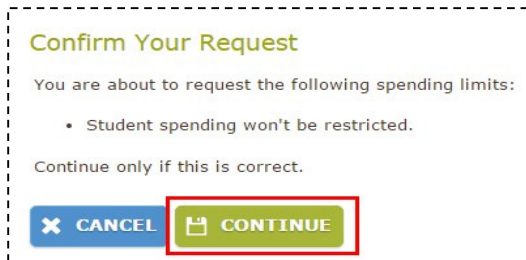 Confirm Your Request
You are about to request the following spending limits:
• Student spending won't be restricted.
Continue only if this is correct.
CANCEL CONTINUE